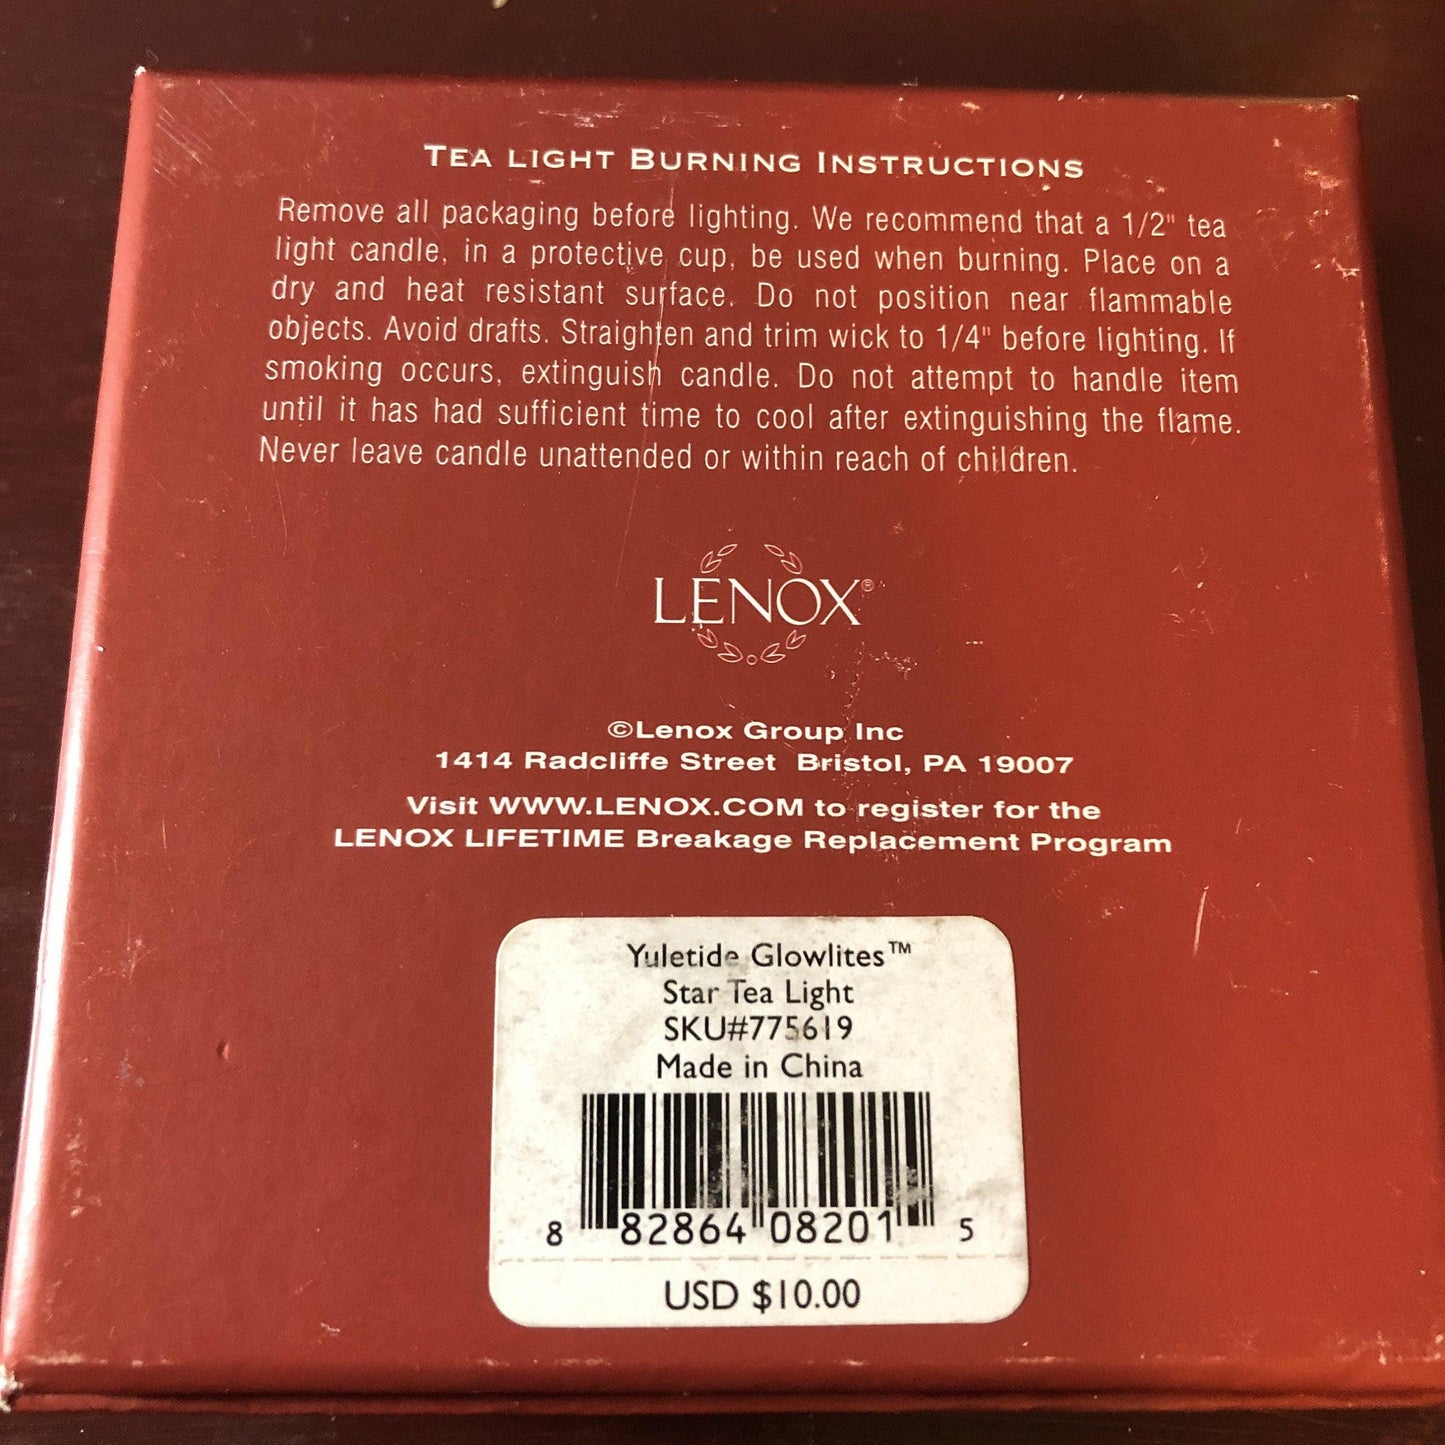 TEA LIGHT BURNING INSTRUCTIONS
Remove all packaging before lighting. We recommend that a 1/2" tea
light candle, in a protective cup, be used when burning. Place on a
dry and heat resistant surface. Do not position near flammable
objects. Avoid drafts. Straighten and trim wick to 1/4" before lighting. If
smoking occurs, extinguish candle. Do not attempt to handle item
until it has had sufficient time to cool after extinguishing the flame.
Never leave candle unattended or within reach of children.
LENOX®
©Lenox Group Inc
1414 Radcliffe Street Bristol, PA 19007
Visit WWW.LENOX.COM to register for the
LENOX LIFETIME Breakage Replacement Program
Yuletide Glowlites™
Star Tea Light
SKU#775619
Made in China
8 82864 08201 5
USD $10.00